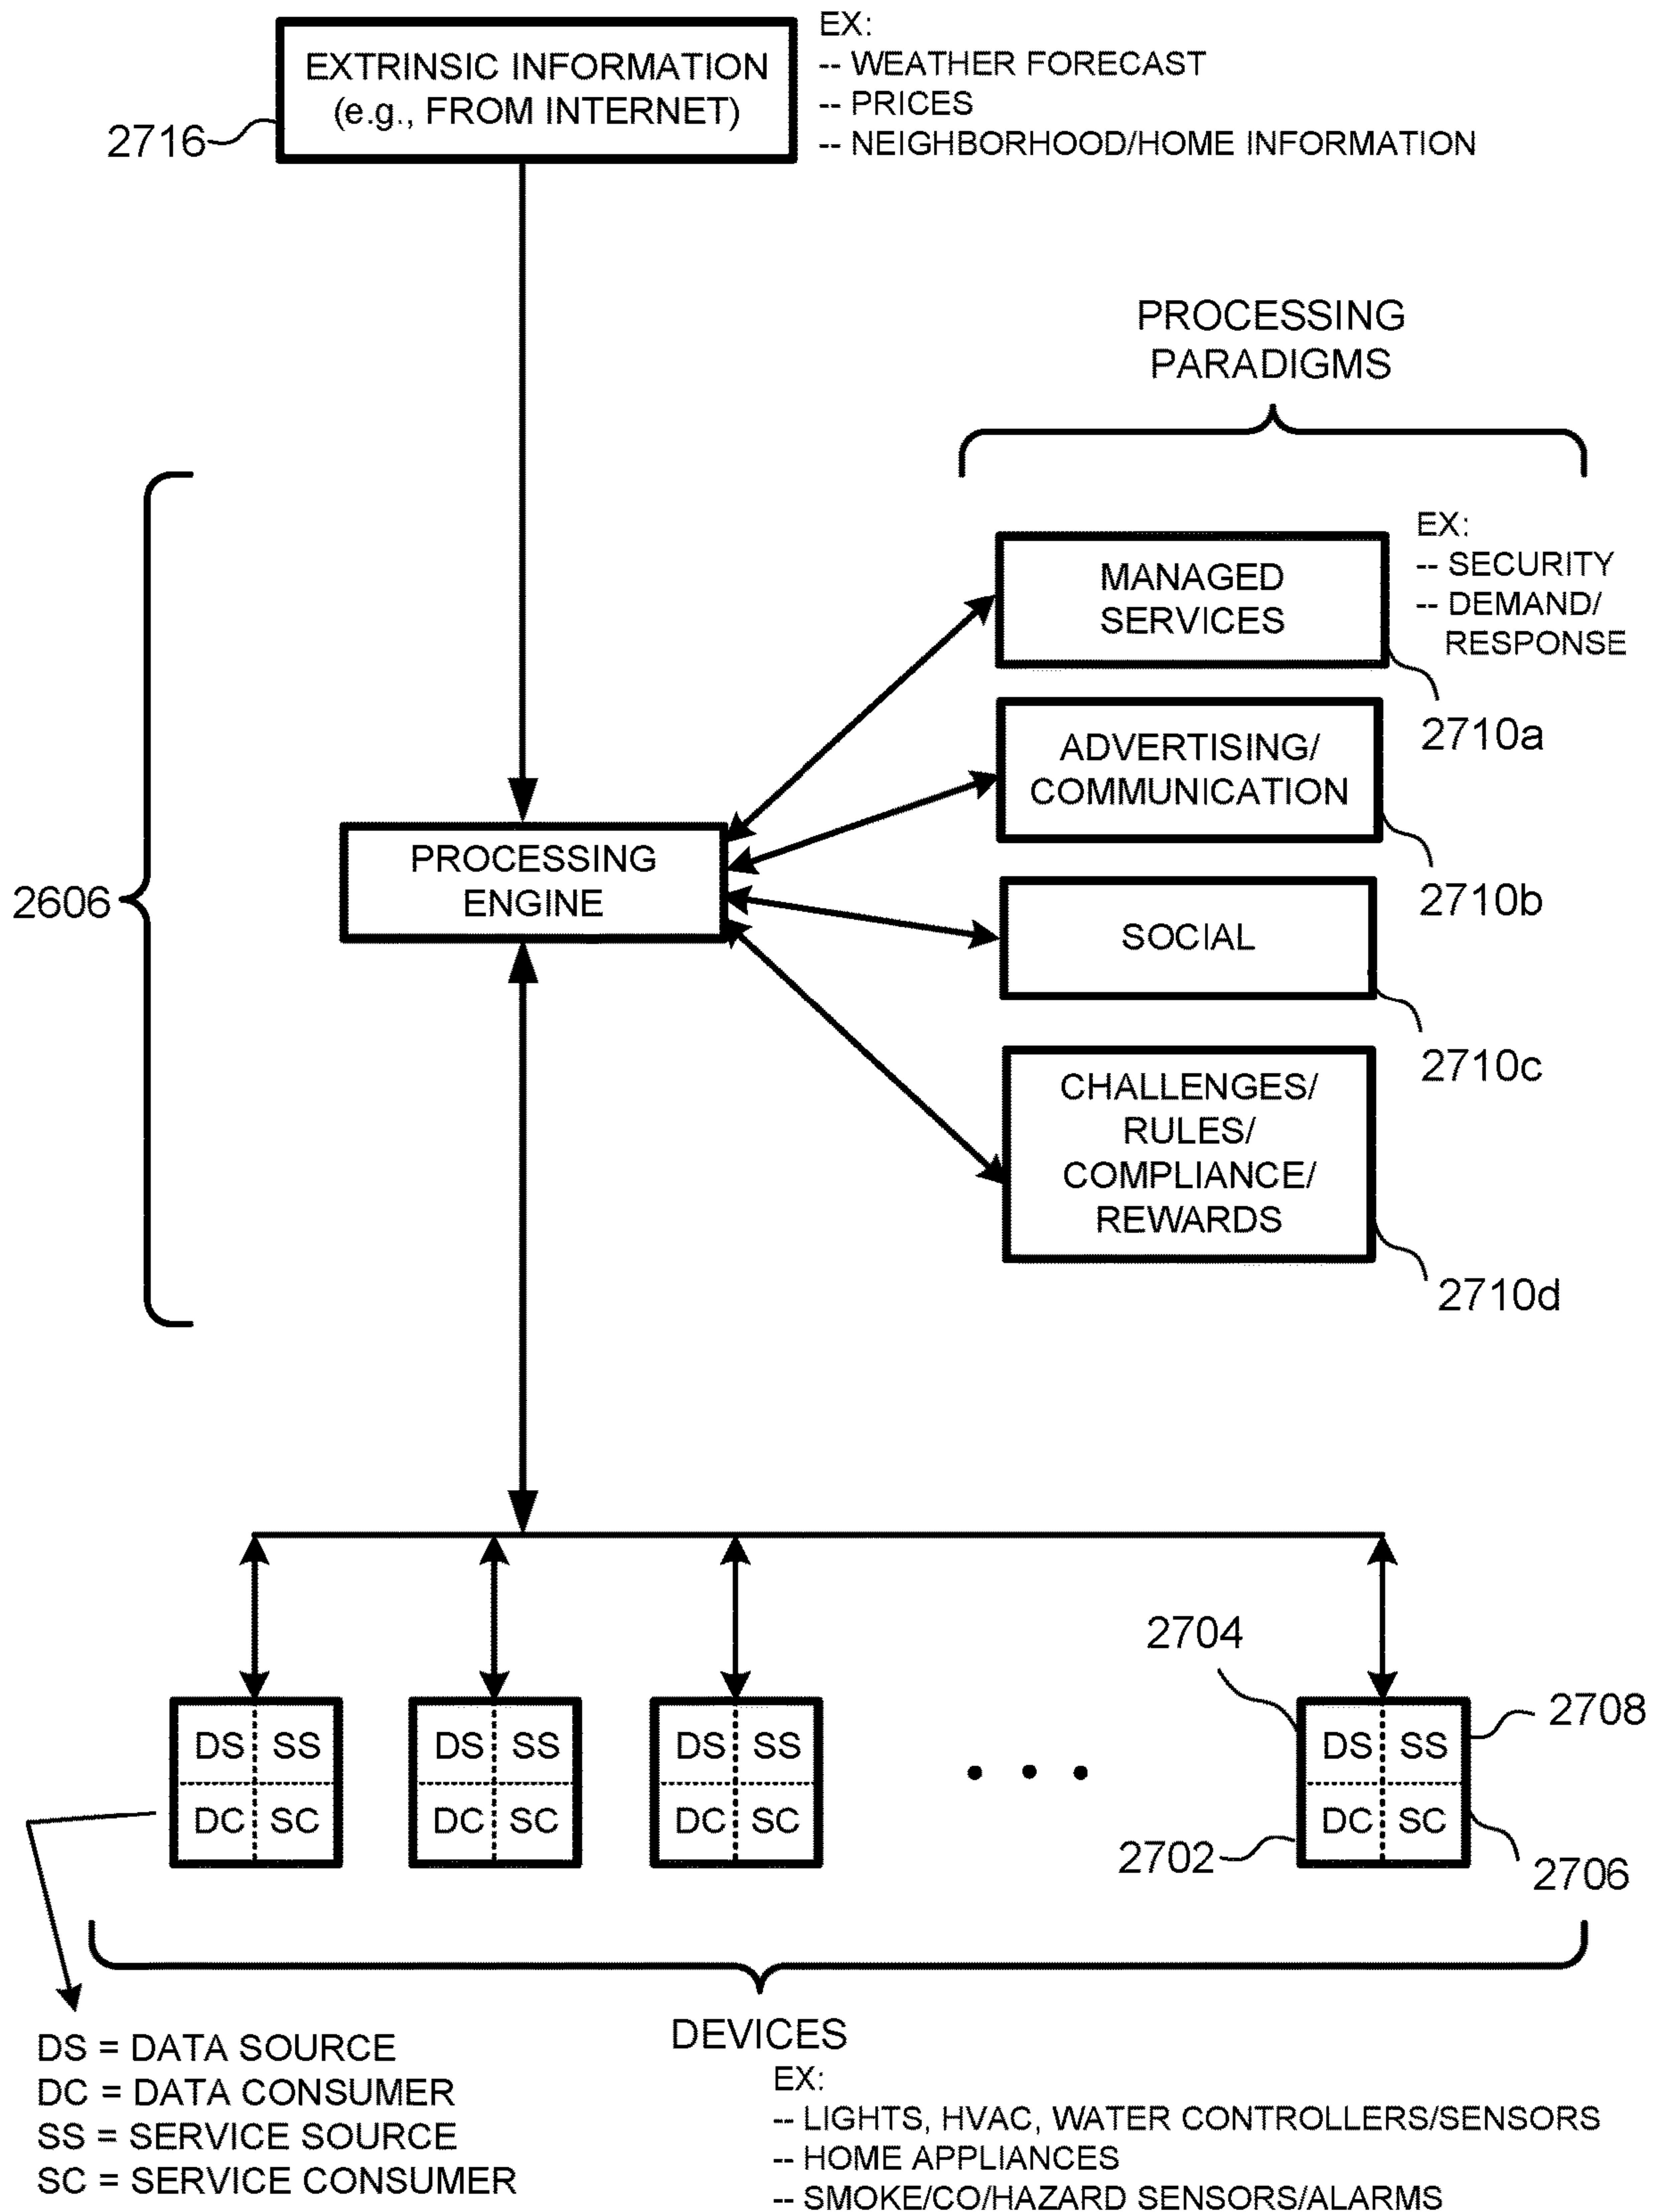 EXTRINSIC INFORMATION
(e.g., FROM INTERNET)
2716
EX:
-- WEATHER FORECAST
-- PRICES
-- NEIGHBORHOOD/HOME INFORMATION
PROCESSING
PARADIGMS
MANAGED
SERVICES
EX:
-- SECURITY
-- DEMAND/
RESPONSE
2710a
ADVERTISING/
COMMUNICATION
2710b
PROCESSING
ENGINE
2606
SOCIAL
2710c
CHALLENGES/
RULES/
COMPLIANCE/
REWARDS
2710d
2704
2708
DS SS
DC SC
DS SS
DC SC
DS SS
DC SC
• • •
DS SS
DC SC
2702
2706
DS = DATA SOURCE
DC = DATA CONSUMER
SS = SERVICE SOURCE
SC = SERVICE CONSUMER
DEVICES
EX:
-- LIGHTS, HVAC, WATER CONTROLLERS/SENSORS
-- HOME APPLIANCES
-- SMOKE/CO/HAZARD SENSORS/ALARMS